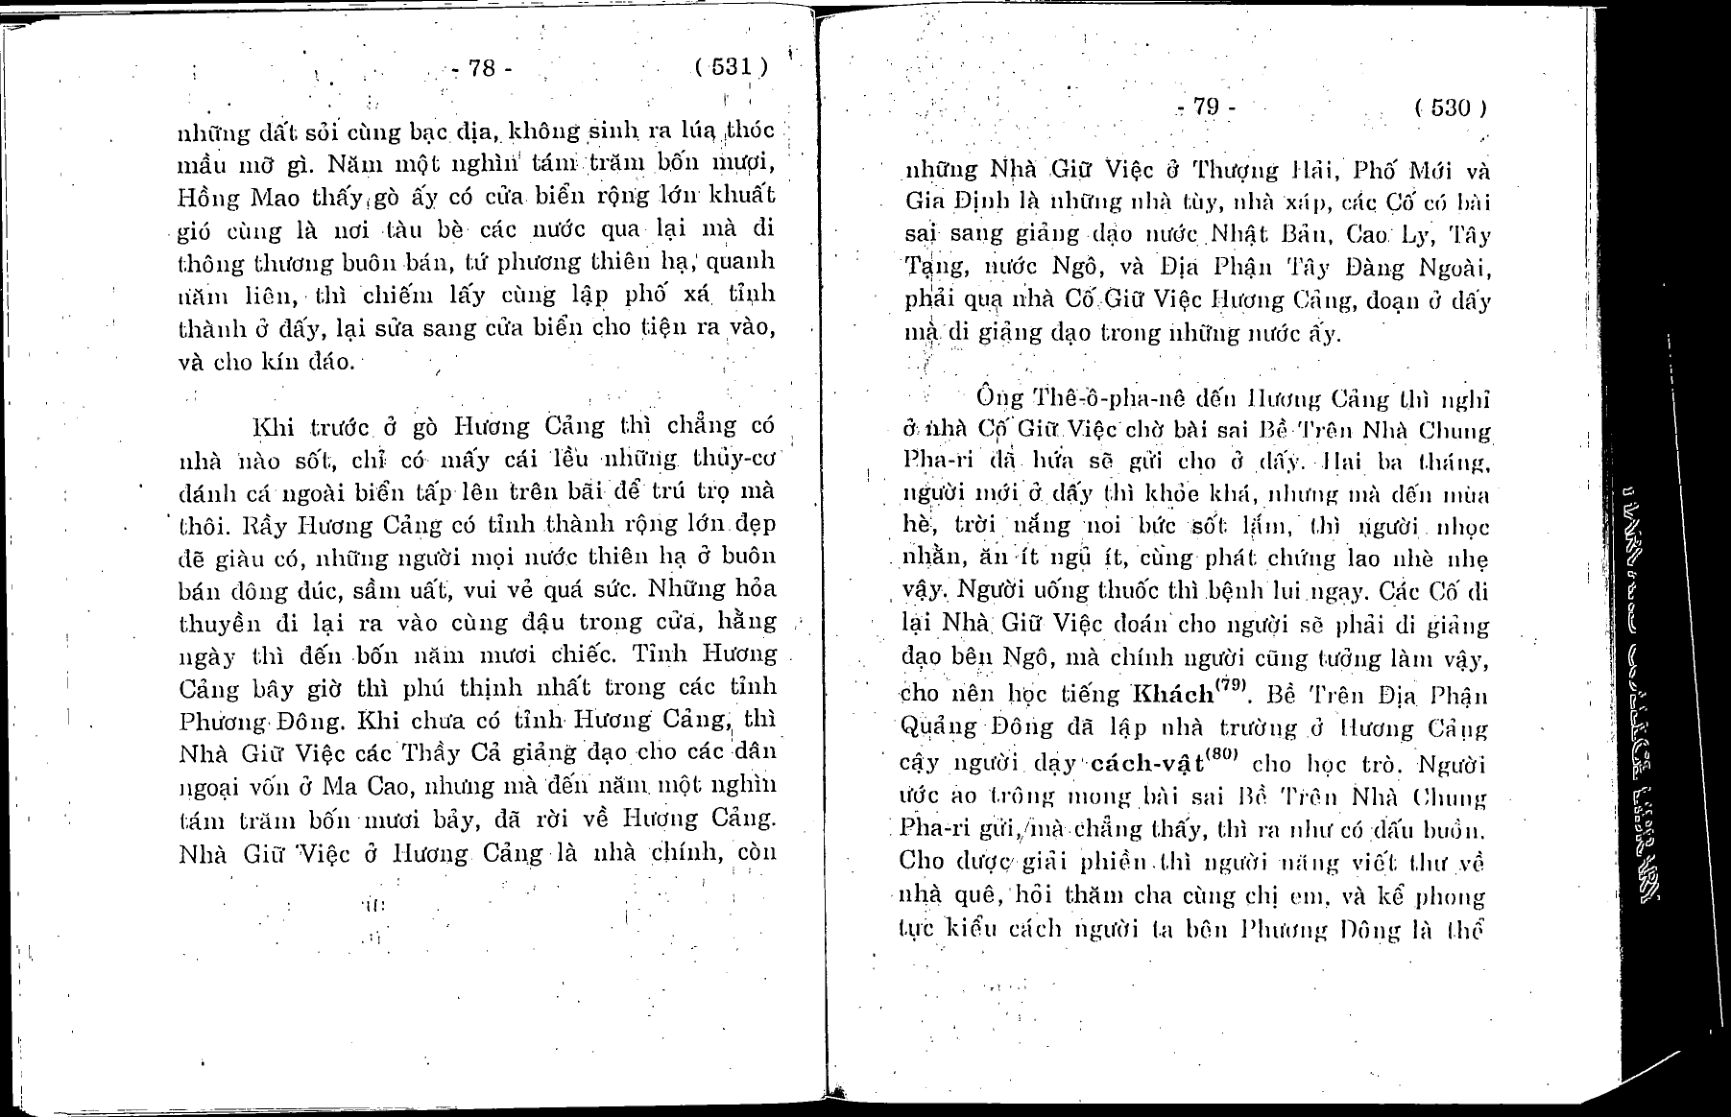 - 78 - ( 531 )
những đất sỏi cùng bạc địa, không sinh ra lúa thóc
mầu mỡ gì. Năm một nghìn tám trăm bốn mươi,
Hồng Mao thấy gò ấy có cửa biển rộng lớn khuất
gió cùng là nơi tàu bè các nước qua lại mà đi
thông thương buôn bán, tứ phương thiên hạ, quanh
năm liên, thì chiếm lấy cùng lập phố xá tỉnh
thành ở đấy, lại sửa sang cửa biển cho tiện ra vào,
và cho kín đáo.
Khi trước ở gò Hương Cảng thì chẳng có
nhà nào sốt, chỉ có mấy cái lều những thủy-cơ
đánh cá ngoài biển tấp lên trên bãi để trú trọ mà
thôi. Rầy Hương Cảng có tỉnh thành rộng lớn đẹp
đẽ giàu có, những người mọi nước thiên hạ ở buôn
bán đông đúc, sầm uất, vui vẻ quá sức. Những hỏa
thuyền đi lại ra vào cùng đậu trong cửa, hằng
ngày thì đến bốn năm mươi chiếc. Tỉnh Hương
Cảng bây giờ thì phú thịnh nhất trong các tỉnh
Phương Đông. Khi chưa có tỉnh Hương Cảng, thì
Nhà Giữ Việc các Thầy Cả giảng đạo cho các dân
ngoại vốn ở Ma Cao, nhưng mà đến năm một nghìn
tám trăm bốn mươi bảy, đã rời về Hương Cảng.
Nhà Giữ Việc ở Hương Cảng là nhà chính, còn
- 79 - ( 530 )
những Nhà Giữ Việc ở Thượng Hải, Phố Mới và
Gia Định là những nhà tùy, nhà xáp, các Cố có bài
sai sang giảng đạo nước Nhật Bản, Cao Ly, Tây
Tạng, nước Ngô, và Địa Phận Tây Đàng Ngoài,
phải qua nhà Cố Giữ Việc Hương Cảng, đoạn ở đấy
mà đi giảng đạo trong những nước ấy.
Ông Thê-ô-pha-nê đến Hương Cảng thì nghỉ
ở nhà Cố Giữ Việc chờ bài sai Bề Trên Nhà Chung
Pha-ri đã hứa sẽ gửi cho ở đấy. Hai ba tháng,
người mới ở đấy thì khỏe khá, nhưng mà đến mùa
hè, trời nắng noi bức sốt lắm, thì người nhọc
nhằn, ăn ít ngủ ít, cùng phát chứng lao nhè nhẹ
vậy. Người uống thuốc thì bệnh lui ngay. Các Cố đi
lại Nhà Giữ Việc đoán cho người sẽ phải đi giảng
đạo bên Ngô, mà chính người cũng tưởng làm vậy,
cho nên học tiếng Khách(79). Bề Trên Địa Phận
Quảng Đông đã lập nhà trường ở Hương Cảng
cậy người dạy cách-vật(80) cho học trò. Người
ước ao trông mong bài sai Bề Trên Nhà Chung
Pha-ri gửi, mà chẳng thấy, thì ra như có dấu buồn.
Cho được giải phiền thì người năng viết thư về
nhà quê, hỏi thăm cha cùng chị em, và kể phong
tục kiểu cách người ta bên Phương Đông là thể